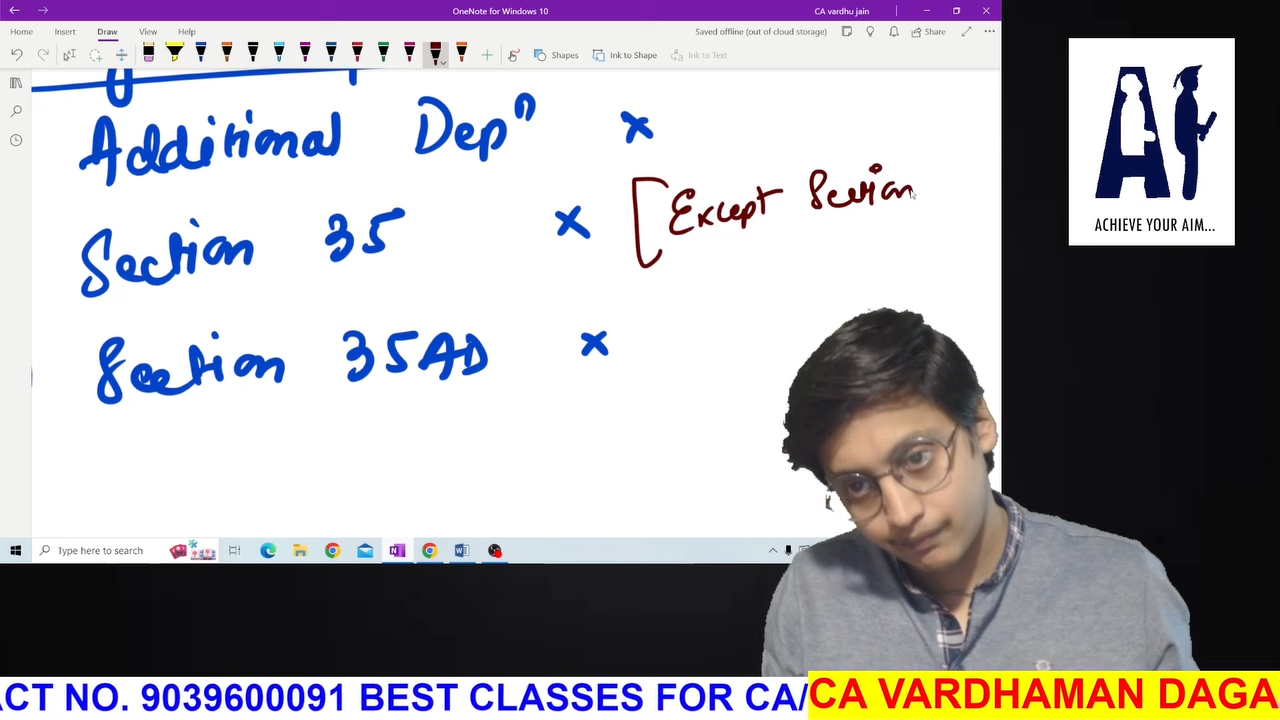 OneNote for Windows 10
CA vardhu jain
Home Insert Draw View Help
Saved offline (out of cloud storage)
Share
Shapes
Ink to Shape
Ink to Text
Additional Depⁿ ×
Section 35 × [Except Section
Section 35AD ×
ACHIEVE YOUR AIM...
Type here to search
ACT NO. 9039600091 BEST CLASSES FOR CA/
CA VARDHAMAN DAGA